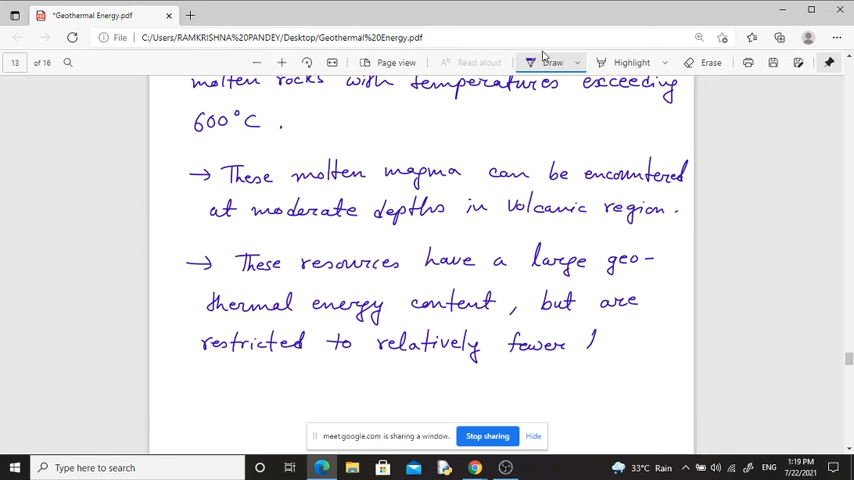 *Geothermal Energy.pdf
File | C:/Users/RAMKRISHNA%20PANDEY/Desktop/Geothermal%20Energy.pdf
13 of 16 Page view Read aloud Draw Highlight Erase
molten rocks with temperatures exceeding
600°C .
→ These molten magma can be encountered
at moderate depths in volcanic region.
→ These resources have a large geo-
thermal energy content, but are
restricted to relatively fewer
meet.google.com is sharing a window. Stop sharing Hide
Type here to search
33°C Rain ENG 1:19 PM
7/22/2021